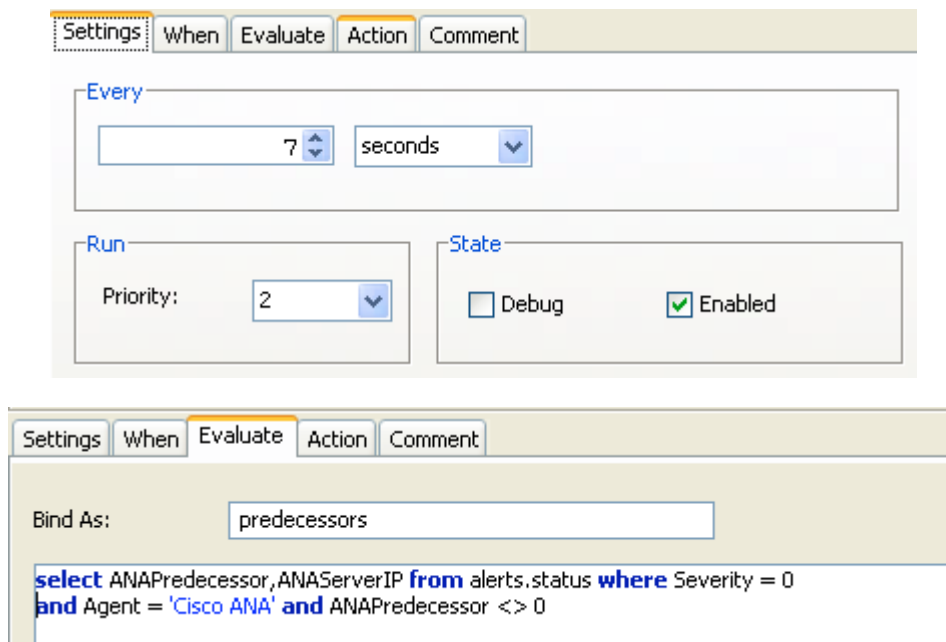 Settings When Evaluate Action Comment
Every
7 seconds
Run State
Priority: 2 Debug Enabled
Settings When Evaluate Action Comment
Bind As: predecessors
select ANAPredecessor,ANAServerIP from alerts.status where Severity = 0
and Agent = 'Cisco ANA' and ANAPredecessor <> 0